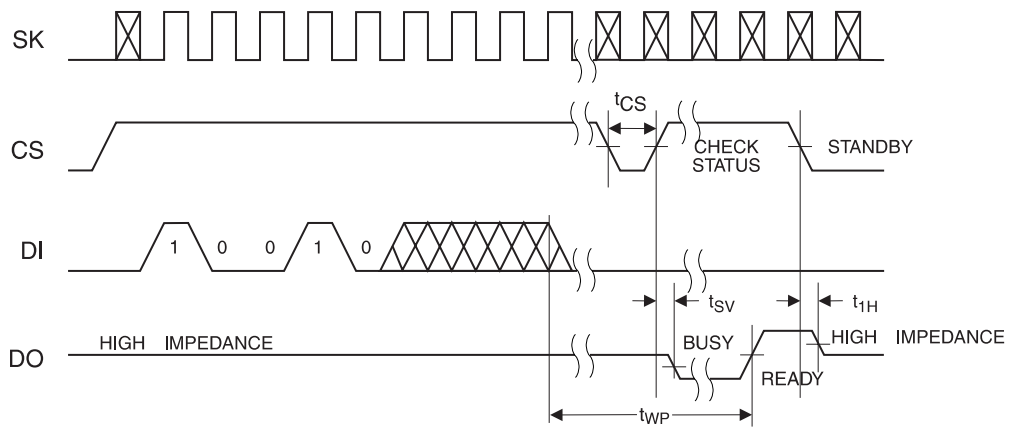 SK
tCS
CS
CHECK
STATUS
STANDBY
DI
1 0 0 1 0
tSV
t1H
HIGH IMPEDANCE
BUSY
HIGH IMPEDANCE
DO
READY
tWP